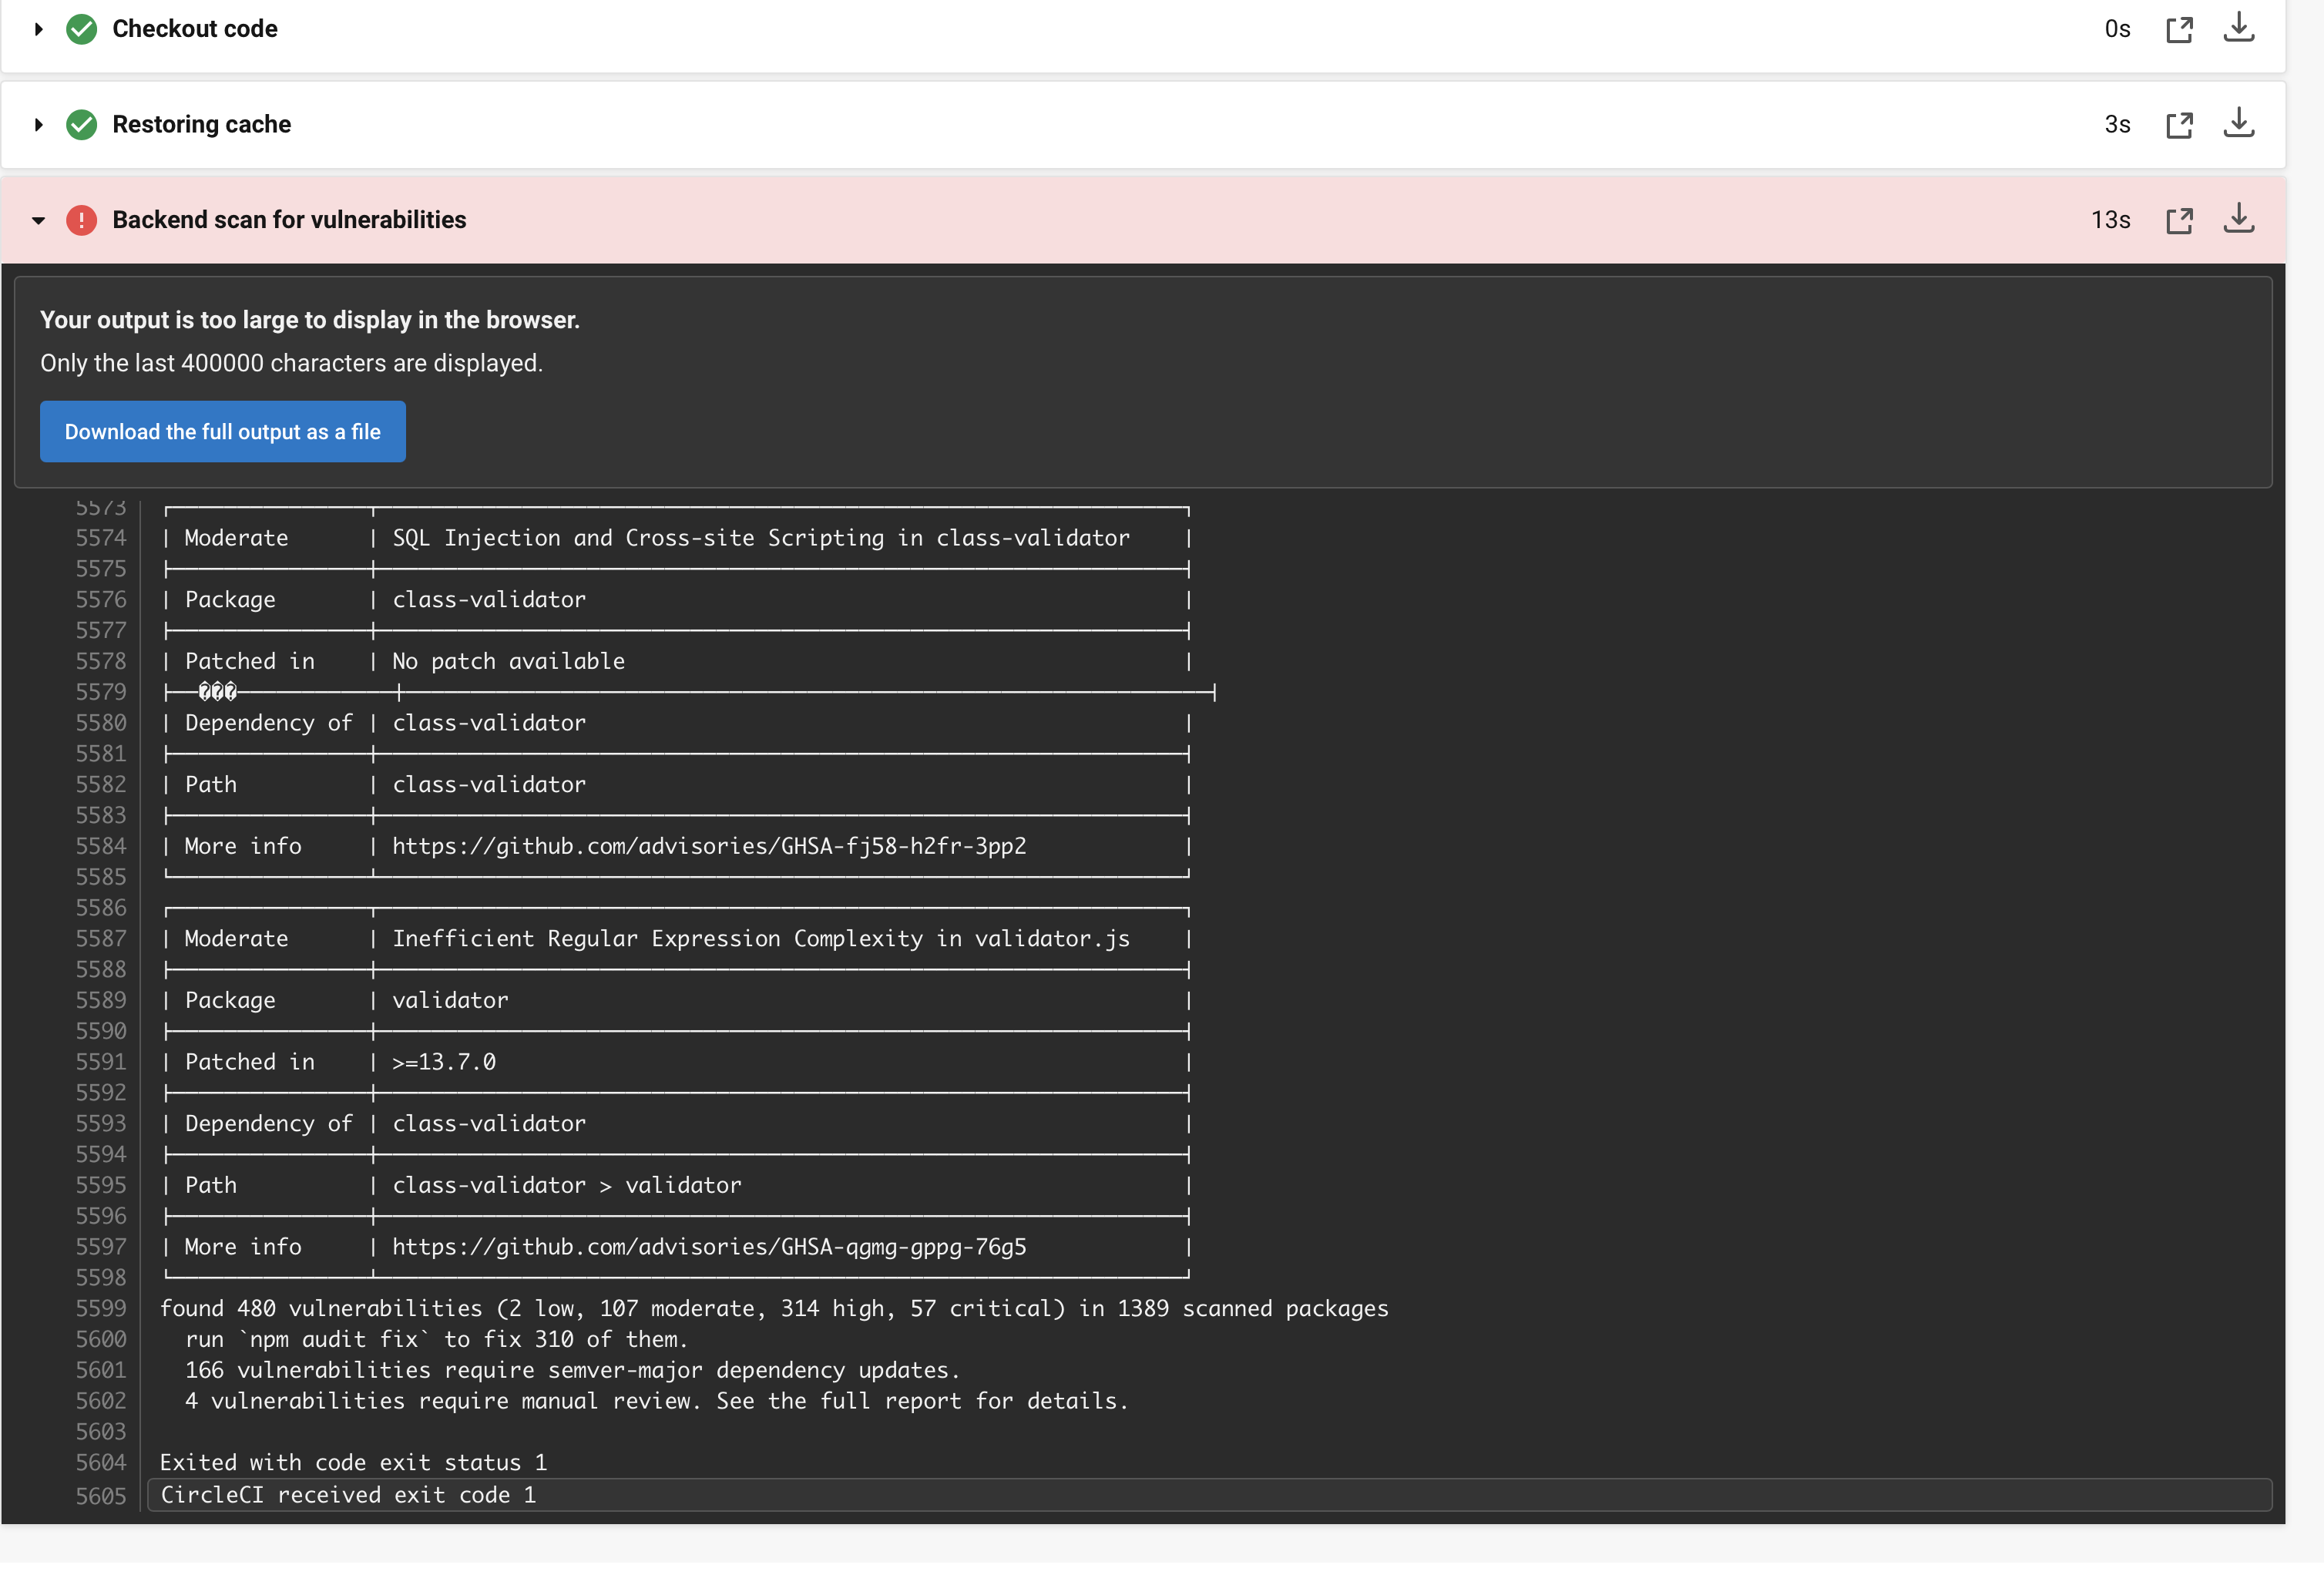 Checkout code 0s
Restoring cache 3s
Backend scan for vulnerabilities 13s
Your output is too large to display in the browser.
Only the last 400000 characters are displayed.
Download the full output as a file
5573
5574 | Moderate | SQL Injection and Cross-site Scripting in class-validator |
5575
5576 | Package | class-validator |
5577
5578 | Patched in | No patch available |
5579 ���
5580 | Dependency of | class-validator |
5581
5582 | Path | class-validator |
5583
5584 | More info | https://github.com/advisories/GHSA-fj58-h2fr-3pp2 |
5585
5586
5587 | Moderate | Inefficient Regular Expression Complexity in validator.js |
5588
5589 | Package | validator |
5590
5591 | Patched in | >=13.7.0 |
5592
5593 | Dependency of | class-validator |
5594
5595 | Path | class-validator > validator |
5596
5597 | More info | https://github.com/advisories/GHSA-qgmg-gppg-76g5 |
5598
5599 found 480 vulnerabilities (2 low, 107 moderate, 314 high, 57 critical) in 1389 scanned packages
5600 run `npm audit fix` to fix 310 of them.
5601 166 vulnerabilities require semver-major dependency updates.
5602 4 vulnerabilities require manual review. See the full report for details.
5603
5604 Exited with code exit status 1
5605 CircleCI received exit code 1